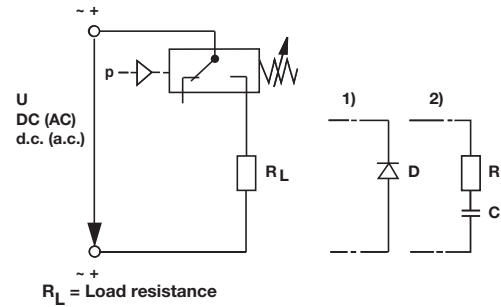 ~ +
p
U
DC (AC)
d.c. (a.c.)
R L
~ +
R L = Load resistance
1)
D
2)
R
C